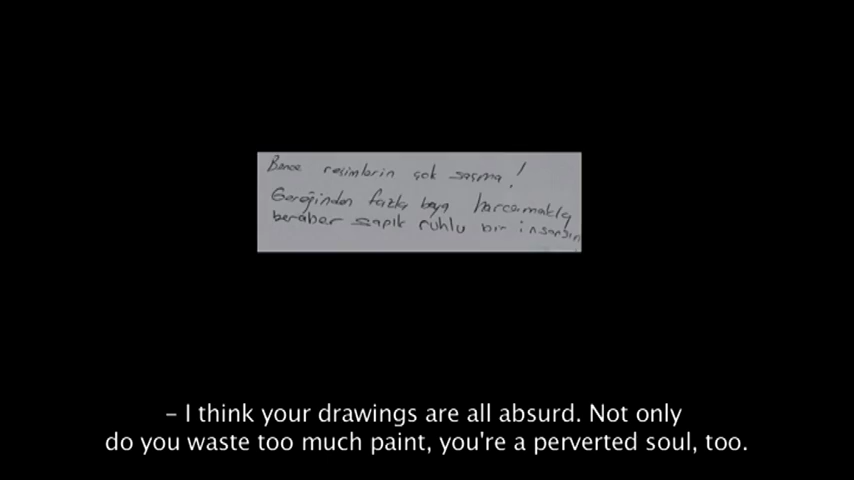 Bence resimlerin çok saçma!
Gereğinden fazla boya harcamakla
beraber sapık ruhlu bir insansın
– I think your drawings are all absurd. Not only
do you waste too much paint, you're a perverted soul, too.